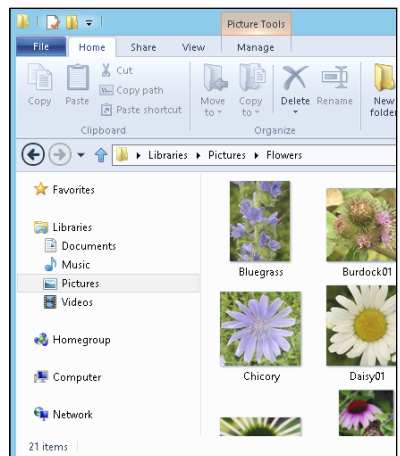 Picture Tools
File Home Share View Manage
Cut
Copy path
Paste shortcut
Copy Paste Move to Copy to Delete Rename New folder
Clipboard Organize
Libraries Pictures Flowers
Favorites
Libraries
Documents
Music
Pictures
Videos
Homegroup
Computer
Network
Bluegrass Burdock01
Chicory Daisy01
21 items